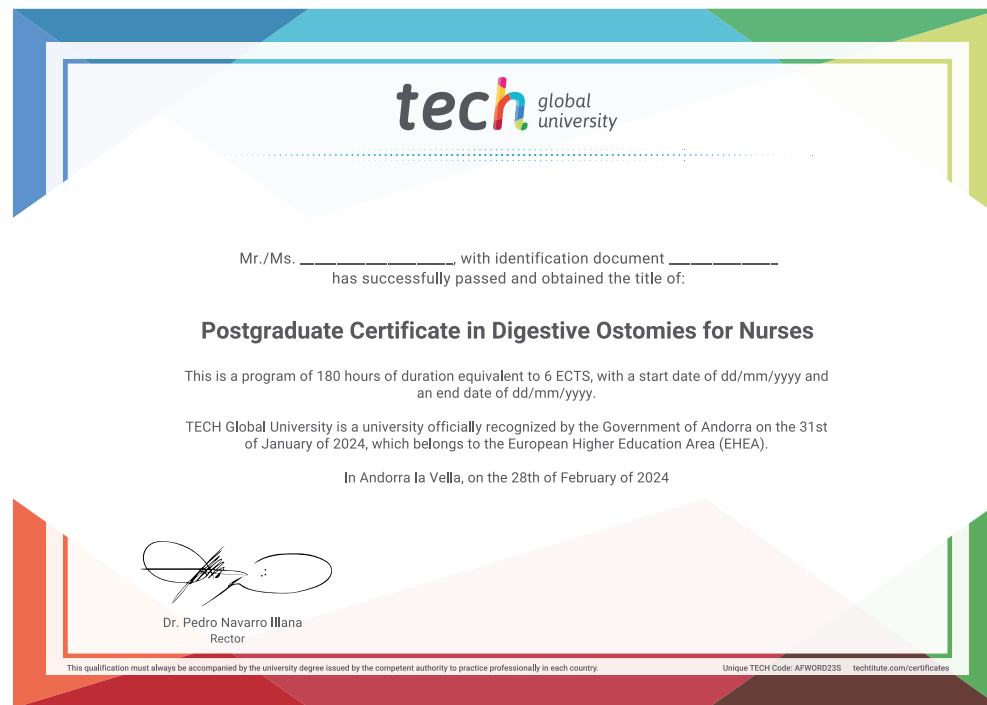 tech global university
Mr./Ms. ____________________, with identification document ______________
has successfully passed and obtained the title of:
Postgraduate Certificate in Digestive Ostomies for Nurses
This is a program of 180 hours of duration equivalent to 6 ECTS, with a start date of dd/mm/yyyy and
an end date of dd/mm/yyyy.
TECH Global University is a university officially recognized by the Government of Andorra on the 31st
of January of 2024, which belongs to the European Higher Education Area (EHEA).
In Andorra la Vella, on the 28th of February of 2024
Dr. Pedro Navarro Illana
Rector
This qualification must always be accompanied by the university degree issued by the competent authority to practice professionally in each country.
Unique TECH Code: AFWORD23S techtitute.com/certificates